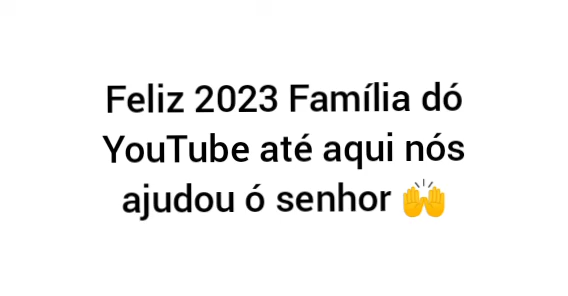 Feliz 2023 Família dó
YouTube até aqui nós
ajudou ó senhor 🙌